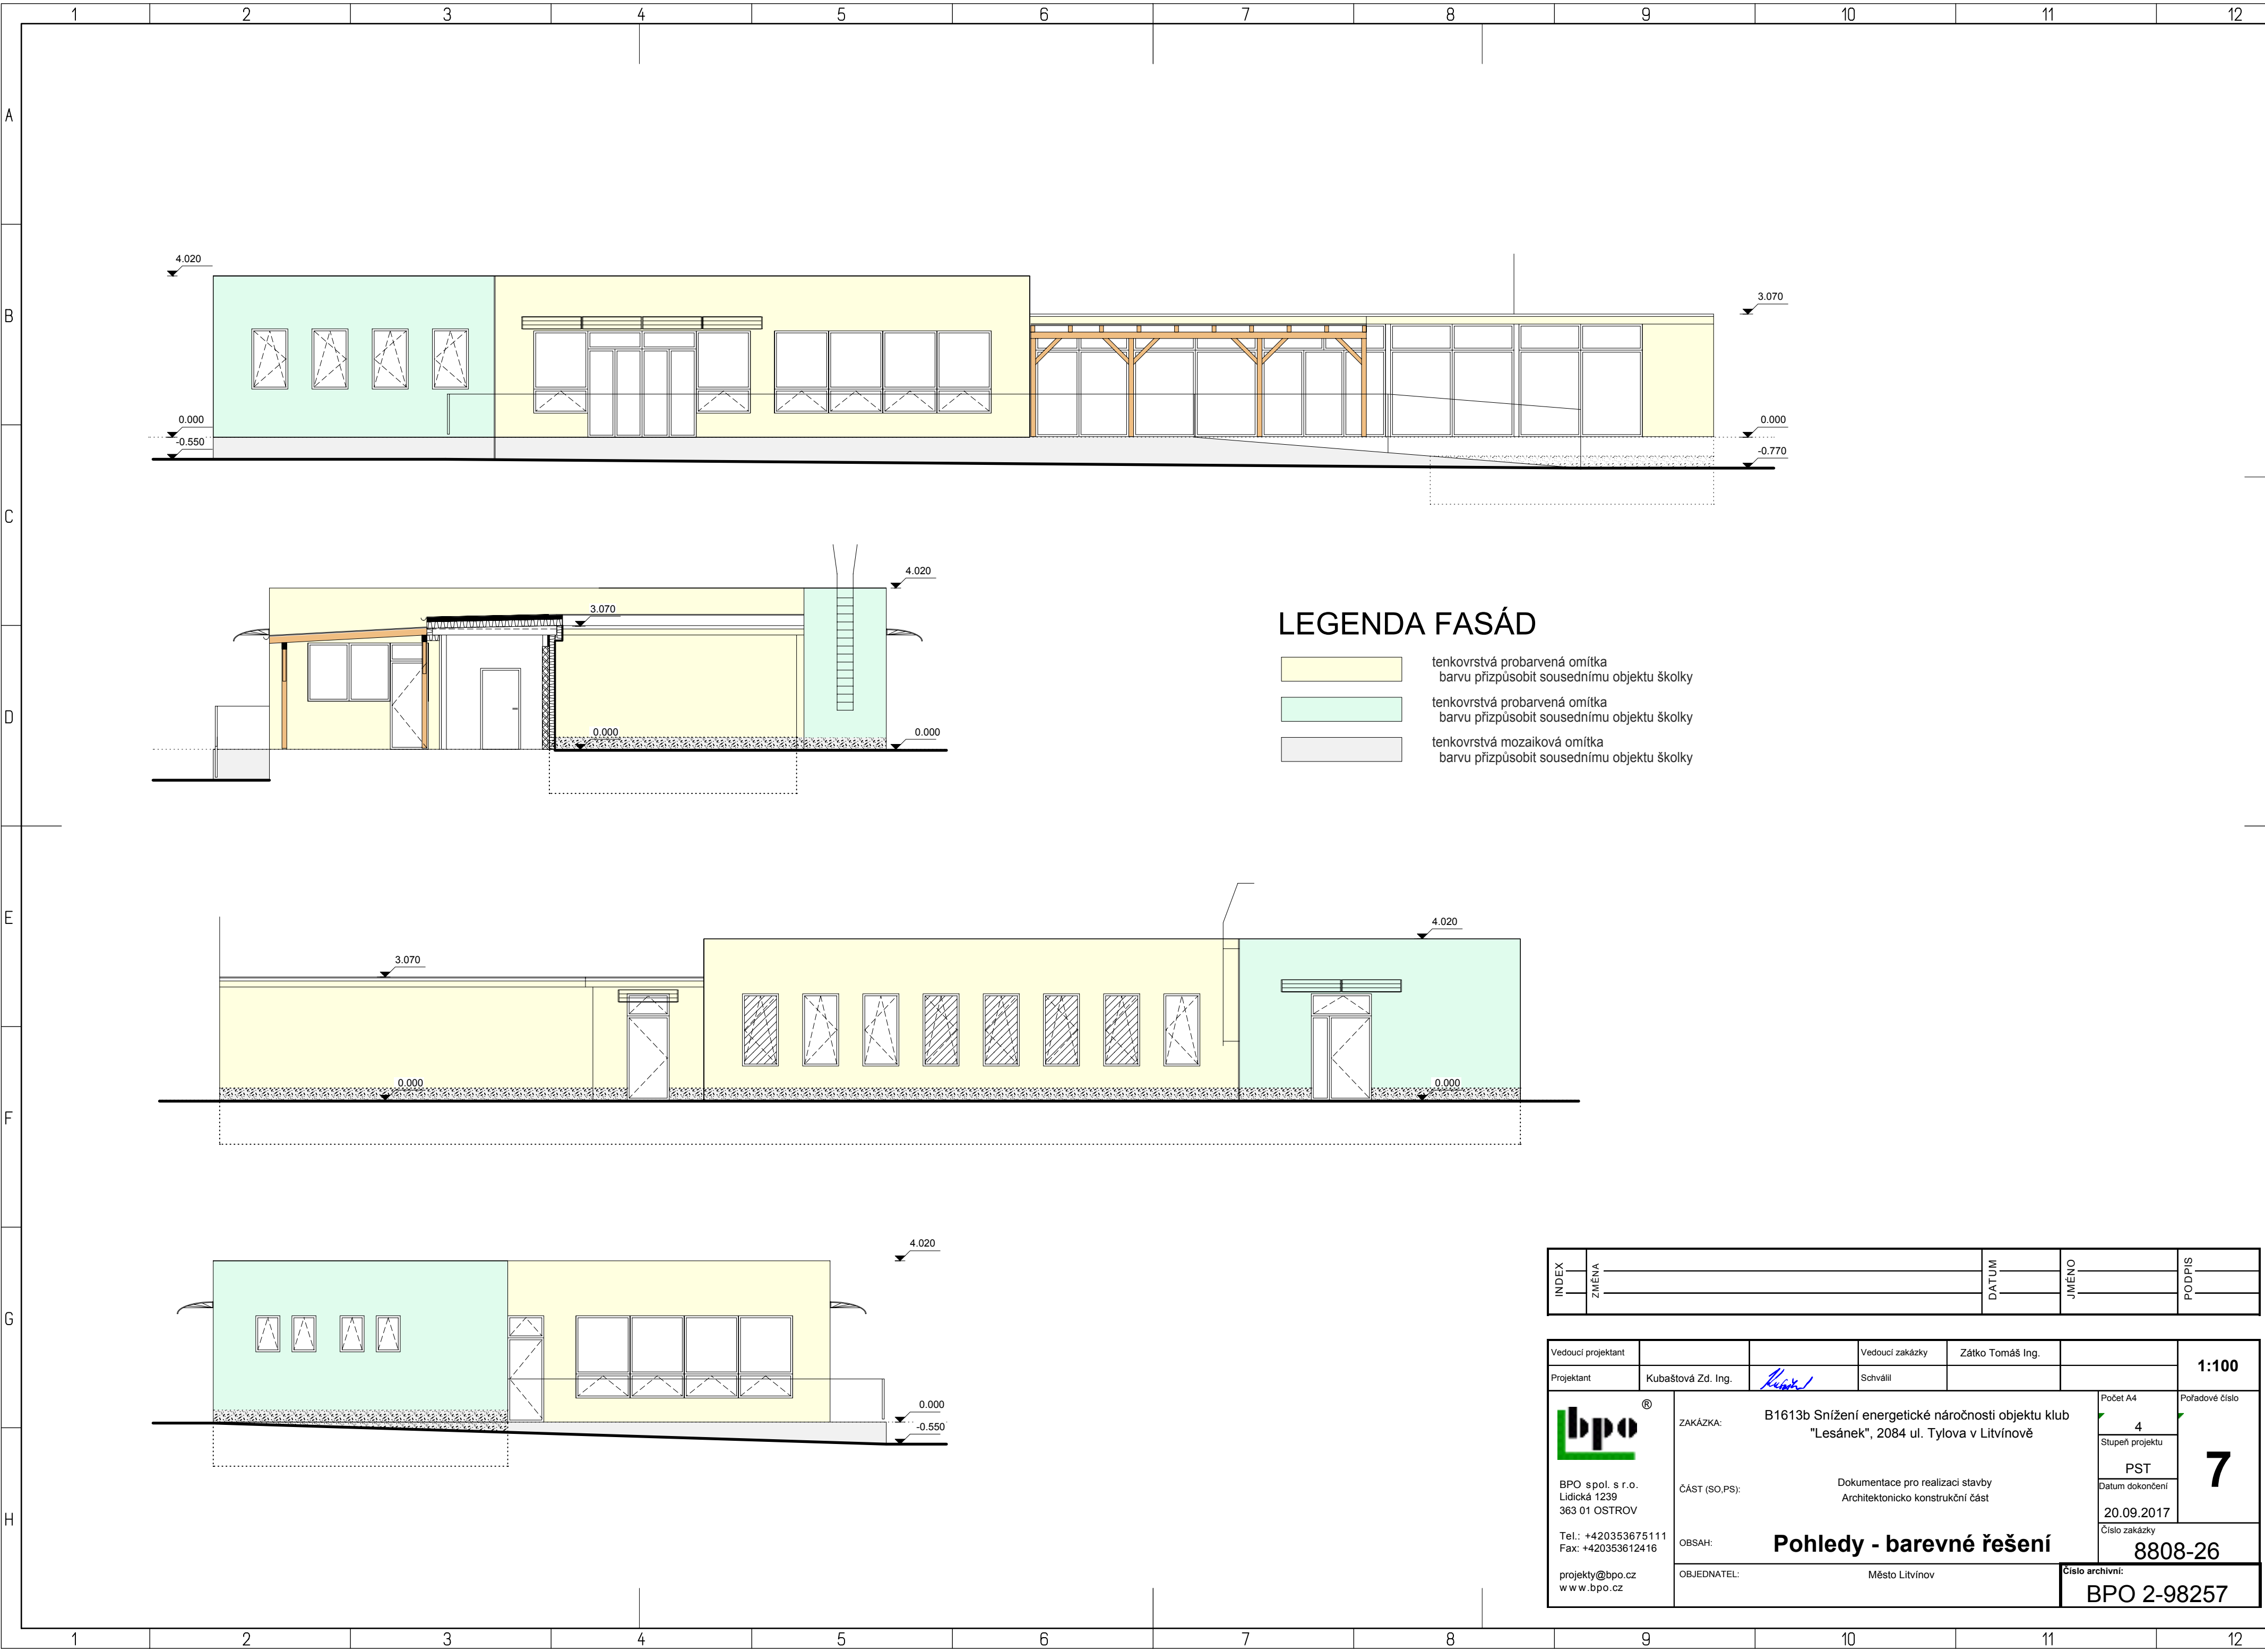 1 2 3 4 5 6 7 8 9 10 11 12
A
B
C
D
E
F
G
H
4.020
0.000
-0.550
3.070
0.000
-0.770
4.020
3.070
0.000
0.000
LEGENDA FASÁD
tenkovrstvá probarvená omítka
barvu přizpůsobit sousednímu objektu školky
tenkovrstvá probarvená omítka
barvu přizpůsobit sousednímu objektu školky
tenkovrstvá mozaiková omítka
barvu přizpůsobit sousednímu objektu školky
4.020
3.070
0.000
0.000
4.020
0.000
-0.550
INDEX ZMĚNA DATUM JMÉNO PODPIS
Vedoucí projektant Vedoucí zakázky Zátko Tomáš Ing. 1:100
Projektant Kubaštová Zd. Ing. Schválil
bpo ®
BPO spol. s r.o.
Lidická 1239
363 01 OSTROV
Tel.: +420353675111
Fax: +420353612416
projekty@bpo.cz
www.bpo.cz
ZAKÁZKA: B1613b Snížení energetické náročnosti objektu klub
"Lesánek", 2084 ul. Tylova v Litvínově
ČÁST (SO,PS): Dokumentace pro realizaci stavby
Architektonicko konstrukční část
OBSAH: Pohledy - barevné řešení
OBJEDNATEL: Město Litvínov
Počet A4
4
Stupeň projektu
PST
Datum dokončení
20.09.2017
Pořadové číslo
7
Číslo zakázky
8808-26
Číslo archivní:
BPO 2-98257
1 2 3 4 5 6 7 8 9 10 11 12